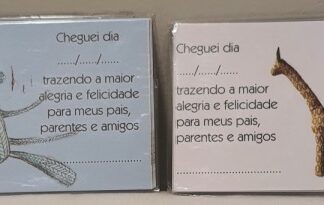 Cheguei dia
....../....../......
trazendo a maior
alegria e felicidade
para meus pais,
parentes e amigos
..............................
Cheguei dia
....../....../......
trazendo a maior
alegria e felicidade
para meus pais,
parentes e amigos
..............................